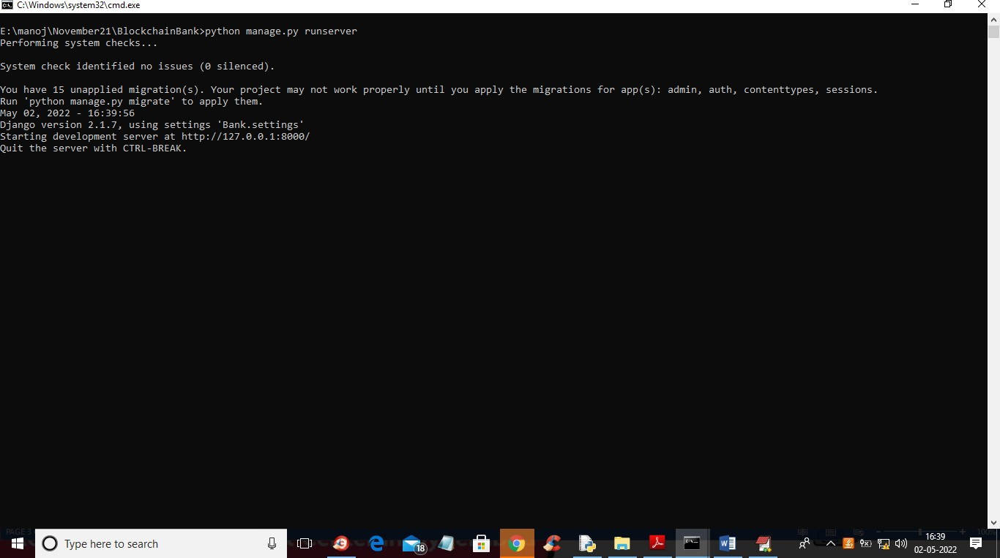 C:\Windows\system32\cmd.exe
E:\manoj\November21\BlockchainBank>python manage.py runserver
Performing system checks...
System check identified no issues (0 silenced).
You have 15 unapplied migration(s). Your project may not work properly until you apply the migrations for app(s): admin, auth, contenttypes, sessions.
Run 'python manage.py migrate' to apply them.
May 02, 2022 - 16:39:56
Django version 2.1.7, using settings 'Bank.settings'
Starting development server at http://127.0.0.1:8000/
Quit the server with CTRL-BREAK.
PAGE 3
100%
Type here to search
18
16:39
02-05-2022